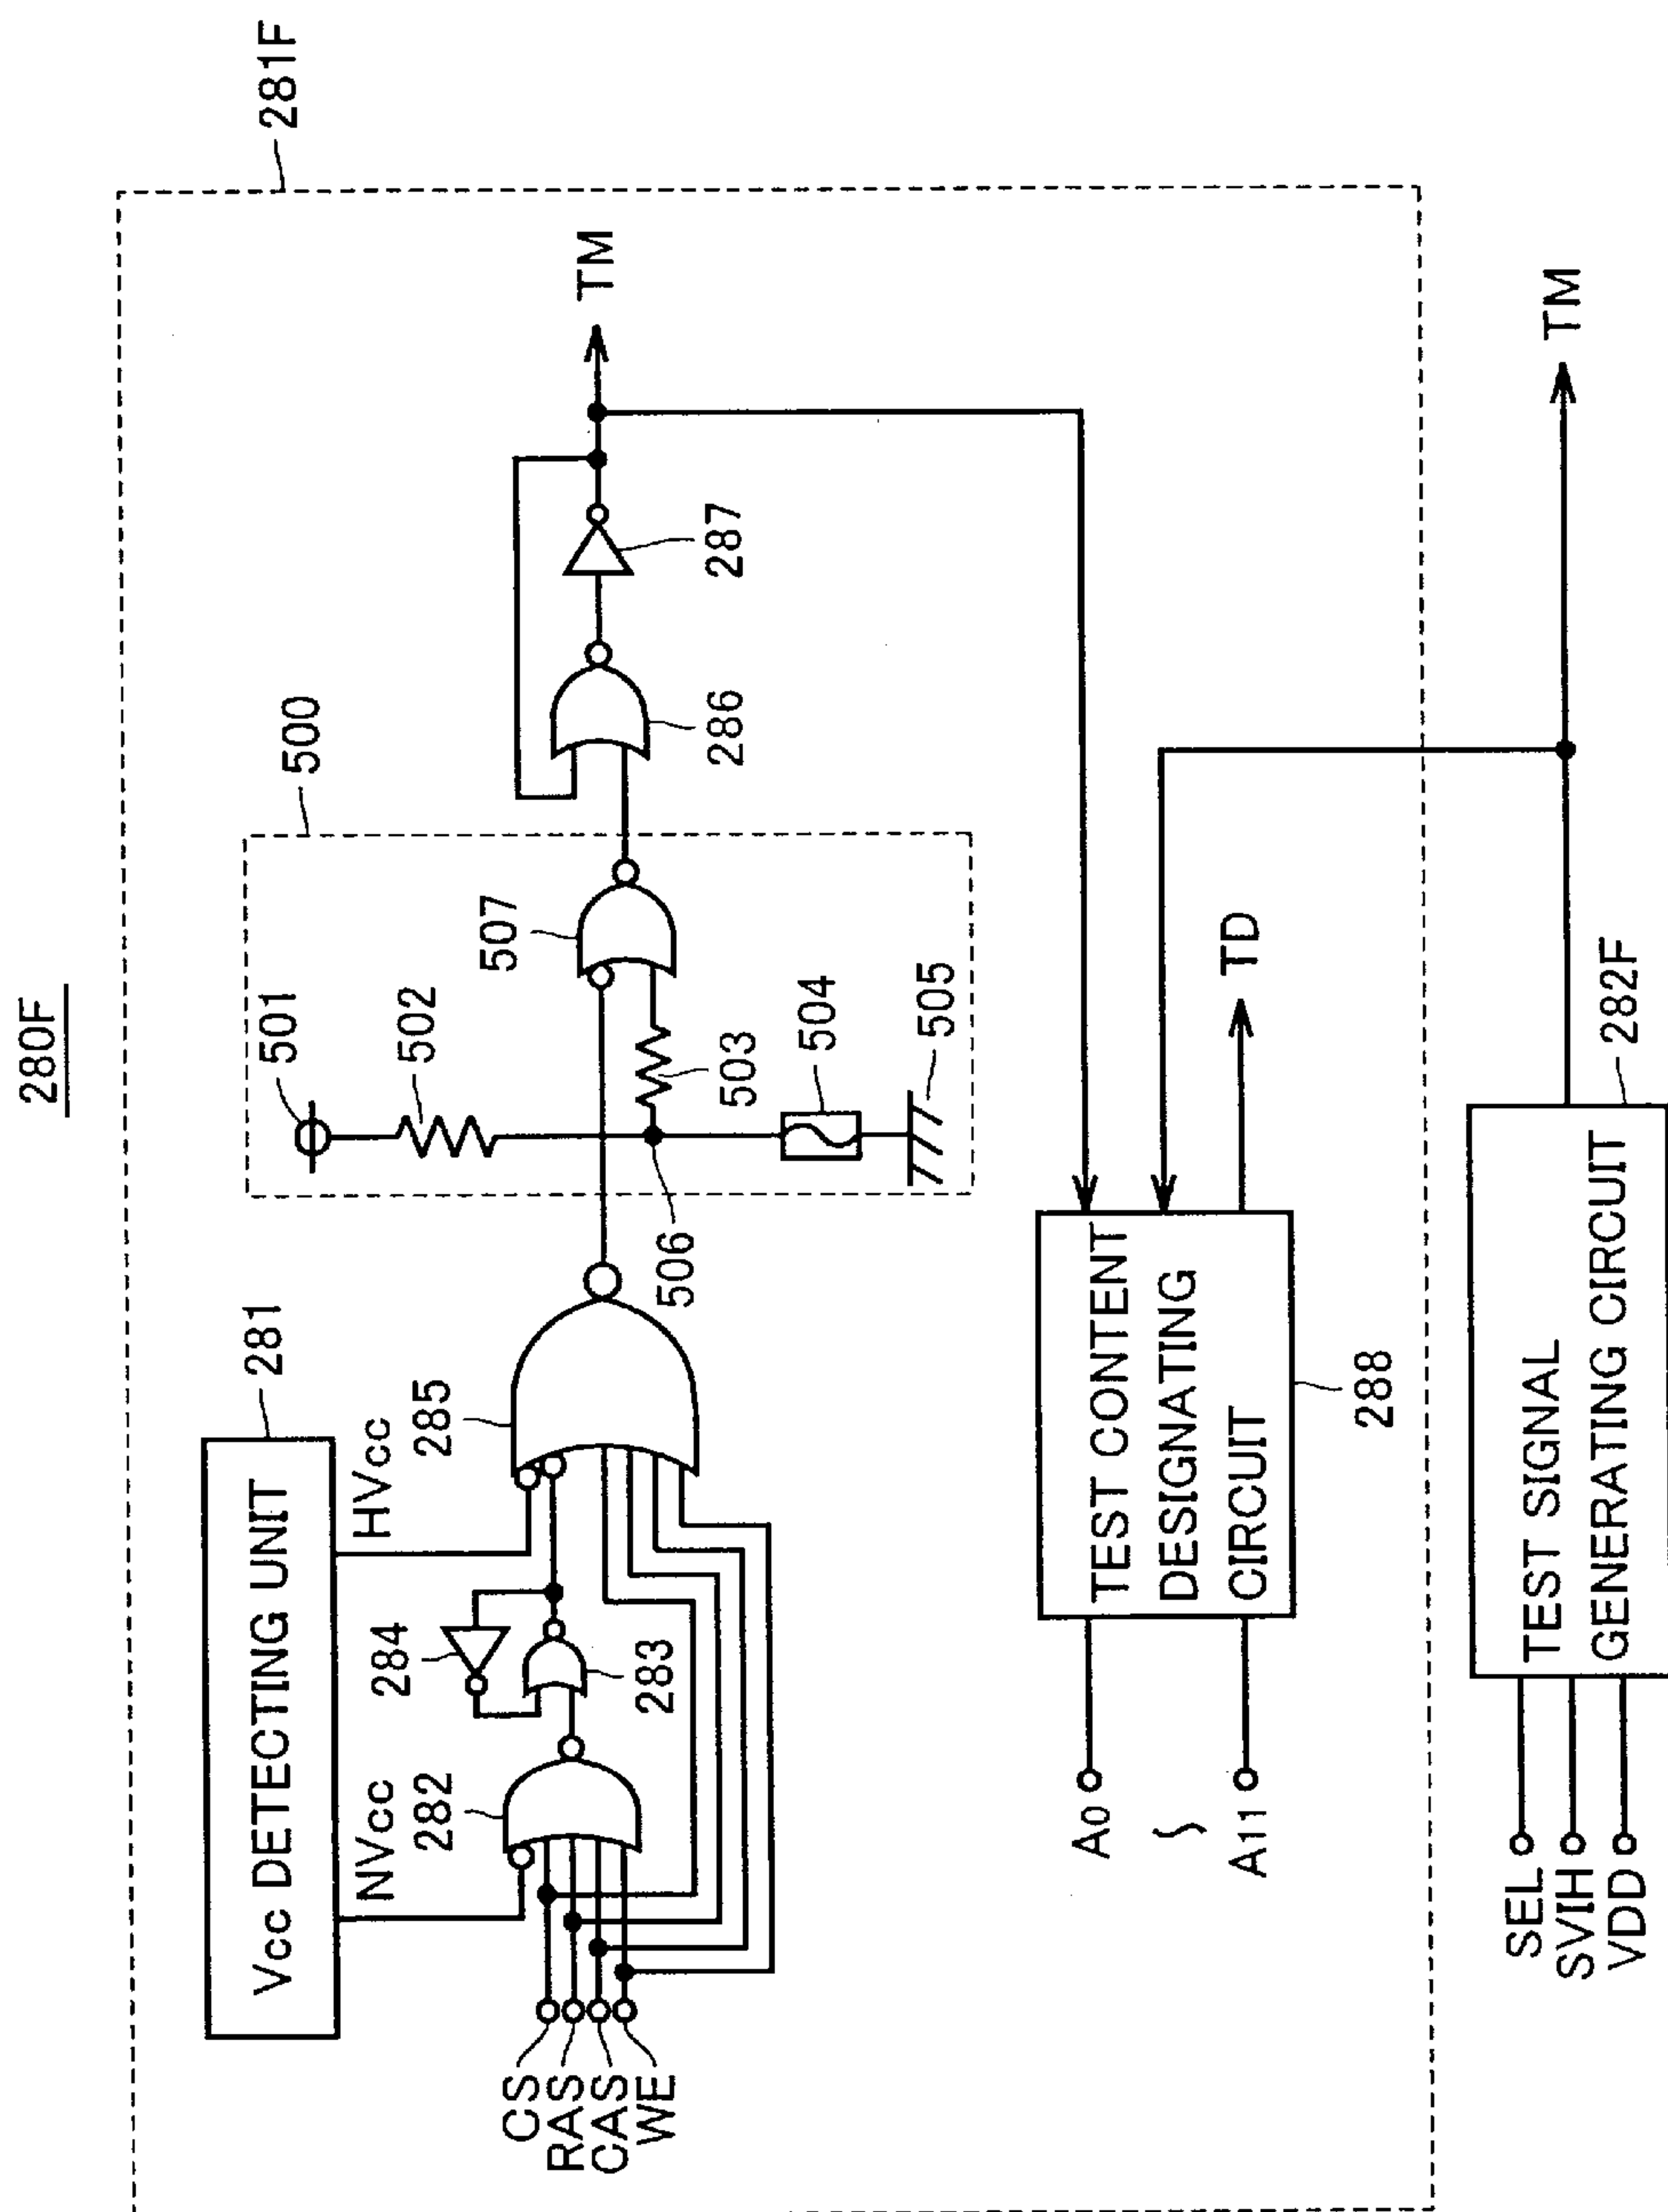 280F
281F
Vcc DETECTING UNIT
281
NVcc
HVcc
282
284
283
285
CS
RAS
CAS
WE
500
501
502
503
504
505
506
507
286
287
TM
TEST CONTENT
DESIGNATING
CIRCUIT
288
A0
A11
TD
TEST SIGNAL
GENERATING CIRCUIT
282F
SEL
SVIH
VDD
TM